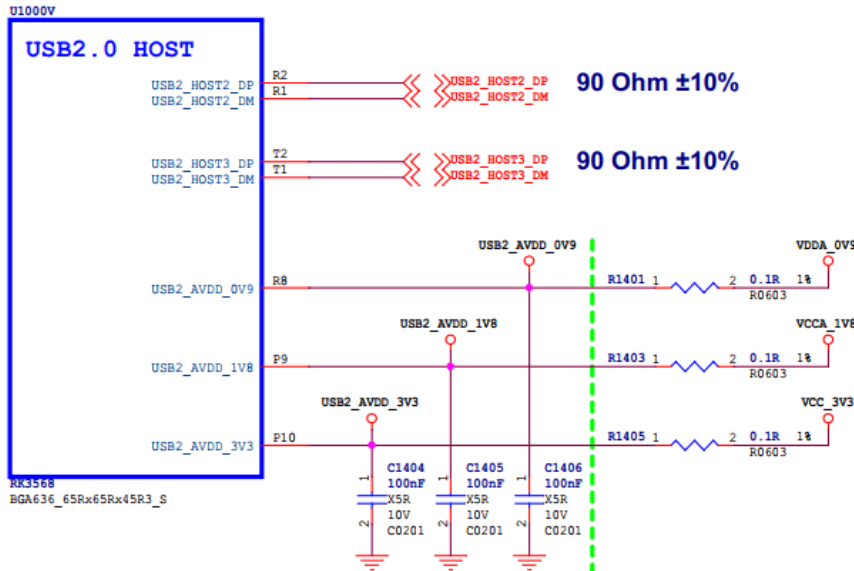 U1000V
USB2.0 HOST
USB2_HOST2_DP R2 USB2_HOST2_DP 90 Ohm ±10%
USB2_HOST2_DM R1 USB2_HOST2_DM
USB2_HOST3_DP T2 USB2_HOST3_DP 90 Ohm ±10%
USB2_HOST3_DM T1 USB2_HOST3_DM
USB2_AVDD_0V9 VDDA_0V9
USB2_AVDD_0V9 R8 R1401 1 2 0.1R 1%
R0603
USB2_AVDD_1V8 VCCA_1V8
USB2_AVDD_1V8 P9 R1403 1 2 0.1R 1%
R0603
USB2_AVDD_3V3 VCC_3V3
USB2_AVDD_3V3 P10 R1405 1 2 0.1R 1%
R0603
C1404 C1405 C1406
1 100nF 1 100nF 1 100nF
X5R X5R X5R
2 10V 2 10V 2 10V
C0201 C0201 C0201
RK3568
BGA636_65Rx65Rx45R3_S